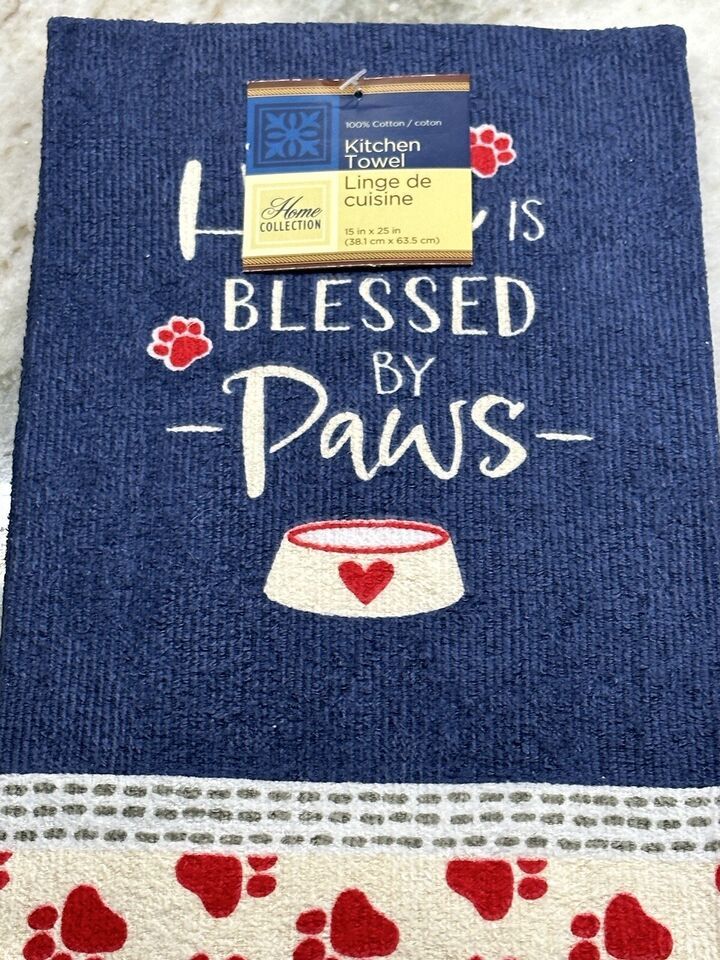 100% Cotton / coton
Kitchen
Towel
Linge de
cuisine
Home
COLLECTION
15 in x 25 in
(38.1 cm x 63.5 cm)
IS
BLESSED
BY
Paws